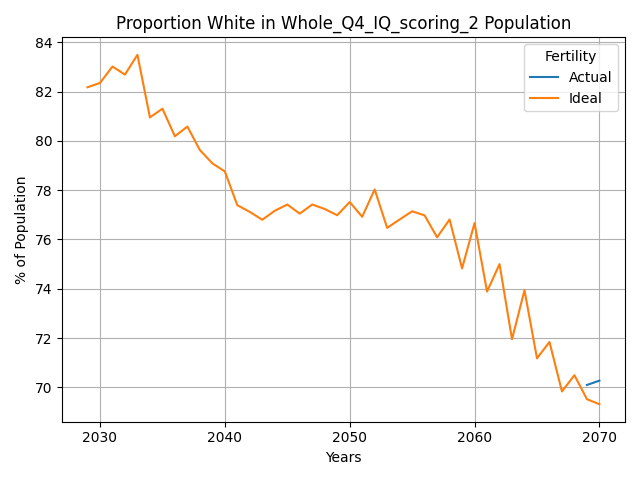 Proportion White in Whole_Q4_IQ_scoring_2 Population
Fertility
Actual
Ideal
84
82
80
78
76
74
72
70
% of Population
2030 2040 2050 2060 2070
Years